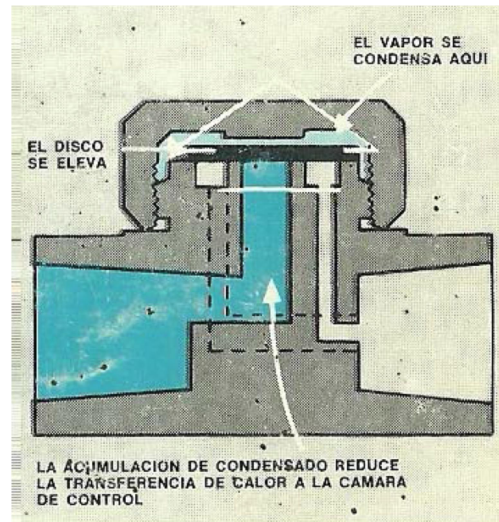 EL VAPOR SE
CONDENSA AQUI
EL DISCO
SE ELEVA
LA ACUMULACION DE CONDENSADO REDUCE
LA TRANSFERENCIA DE CALOR A LA CAMARA
DE CONTROL